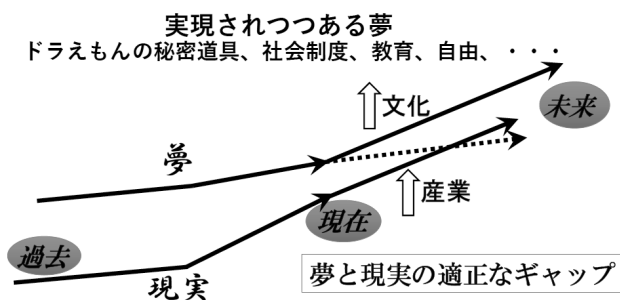 実現されつつある夢
ドラえもんの秘密道具、社会制度、教育、自由、・・・
文化
未来
夢
産業
現在
過去
現実
夢と現実の適正なギャップ